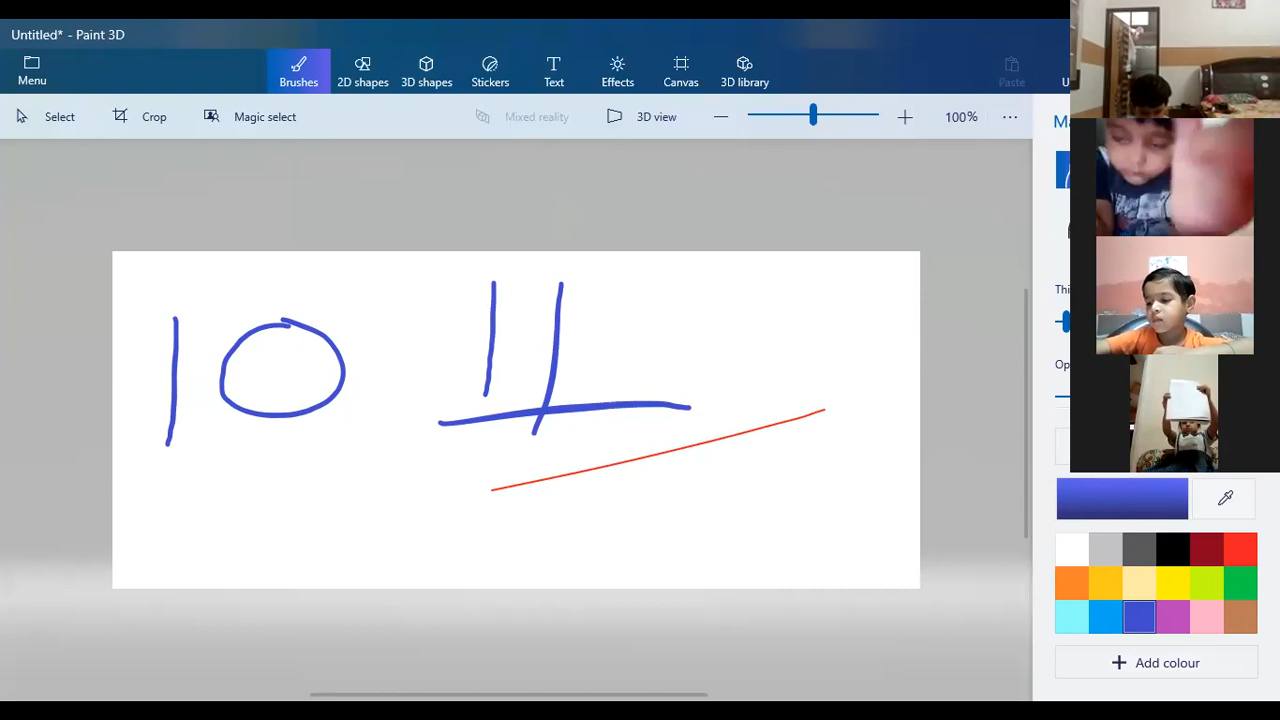 Untitled* - Paint 3D
Menu
Brushes
2D shapes
3D shapes
Stickers
Text
Effects
Canvas
3D library
Paste
Select
Crop
Magic select
Mixed reality
3D view
100%
10 11
Add colour